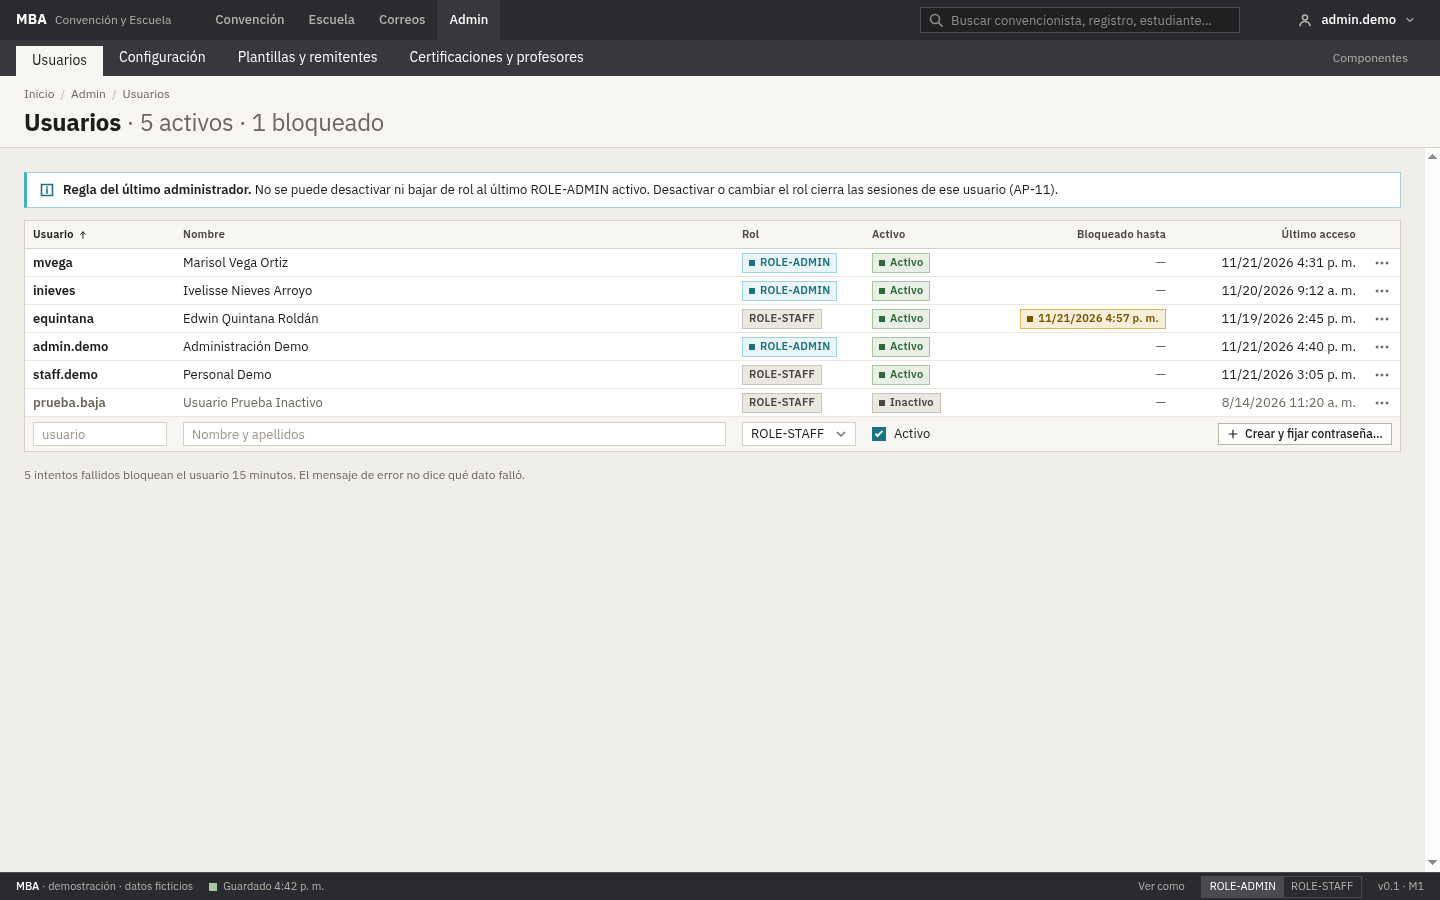 MBA Convención y Escuela Convención Escuela Correos Admin Buscar convencionista, registro, estudiante... admin.demo
Usuarios Configuración Plantillas y remitentes Certificaciones y profesores Componentes
Inicio / Admin / Usuarios
Usuarios · 5 activos · 1 bloqueado
Regla del último administrador. No se puede desactivar ni bajar de rol al último ROLE-ADMIN activo. Desactivar o cambiar el rol cierra las sesiones de ese usuario (AP-11).
Usuario ↑ Nombre Rol Activo Bloqueado hasta Último acceso
mvega Marisol Vega Ortiz ROLE-ADMIN Activo — 11/21/2026 4:31 p. m. ···
inieves Ivelisse Nieves Arroyo ROLE-ADMIN Activo — 11/20/2026 9:12 a. m. ···
equintana Edwin Quintana Roldán ROLE-STAFF Activo 11/21/2026 4:57 p. m. 11/19/2026 2:45 p. m. ···
admin.demo Administración Demo ROLE-ADMIN Activo — 11/21/2026 4:40 p. m. ···
staff.demo Personal Demo ROLE-STAFF Activo — 11/21/2026 3:05 p. m. ···
prueba.baja Usuario Prueba Inactivo ROLE-STAFF Inactivo — 8/14/2026 11:20 a. m. ···
usuario Nombre y apellidos ROLE-STAFF Activo + Crear y fijar contraseña...
5 intentos fallidos bloquean el usuario 15 minutos. El mensaje de error no dice qué dato falló.
MBA · demostración · datos ficticios Guardado 4:42 p. m. Ver como ROLE-ADMIN ROLE-STAFF v0.1 · M1